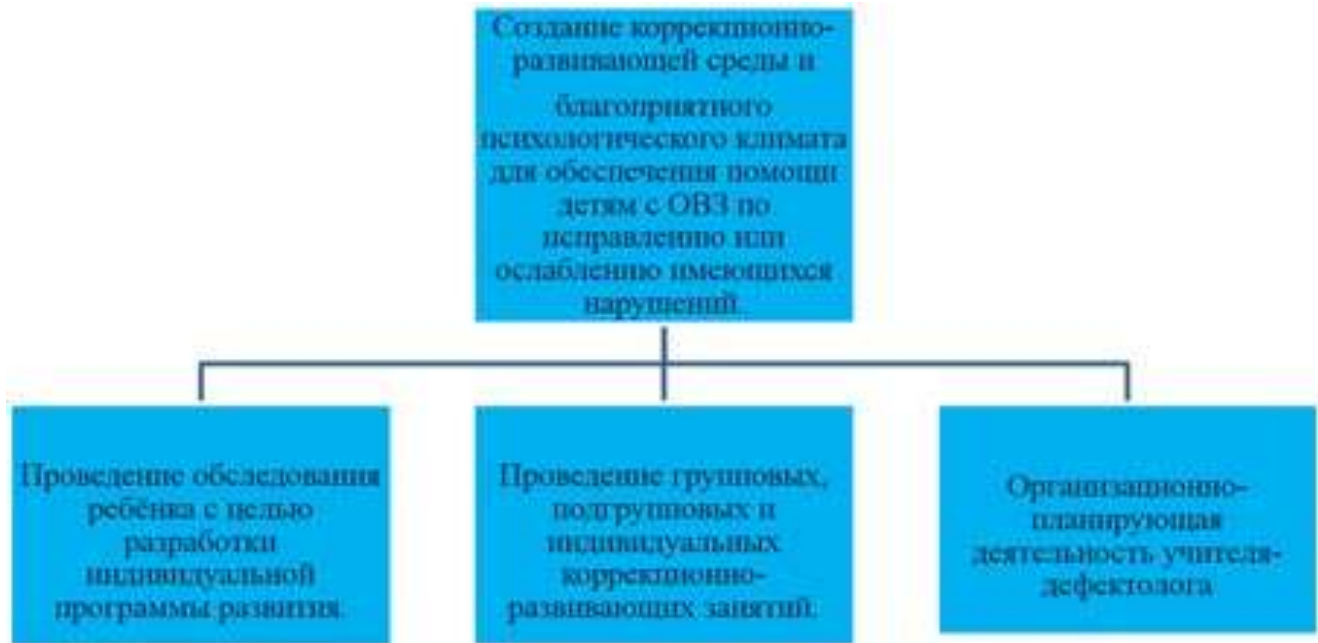 Создание коррекционно-
развивающей среды и
благоприятного
психологического климата
для обеспечения помощи
детям с ОВЗ по
исправлению или
ослаблению имеющихся
нарушений.
Проведение обследования
ребёнка с целью
разработки
индивидуальной
программы развития.
Проведение групповых,
подгрупповых и
индивидуальных
коррекционно-
развивающих занятий.
Организационно-
планирующая
деятельность учителя-
дефектолога